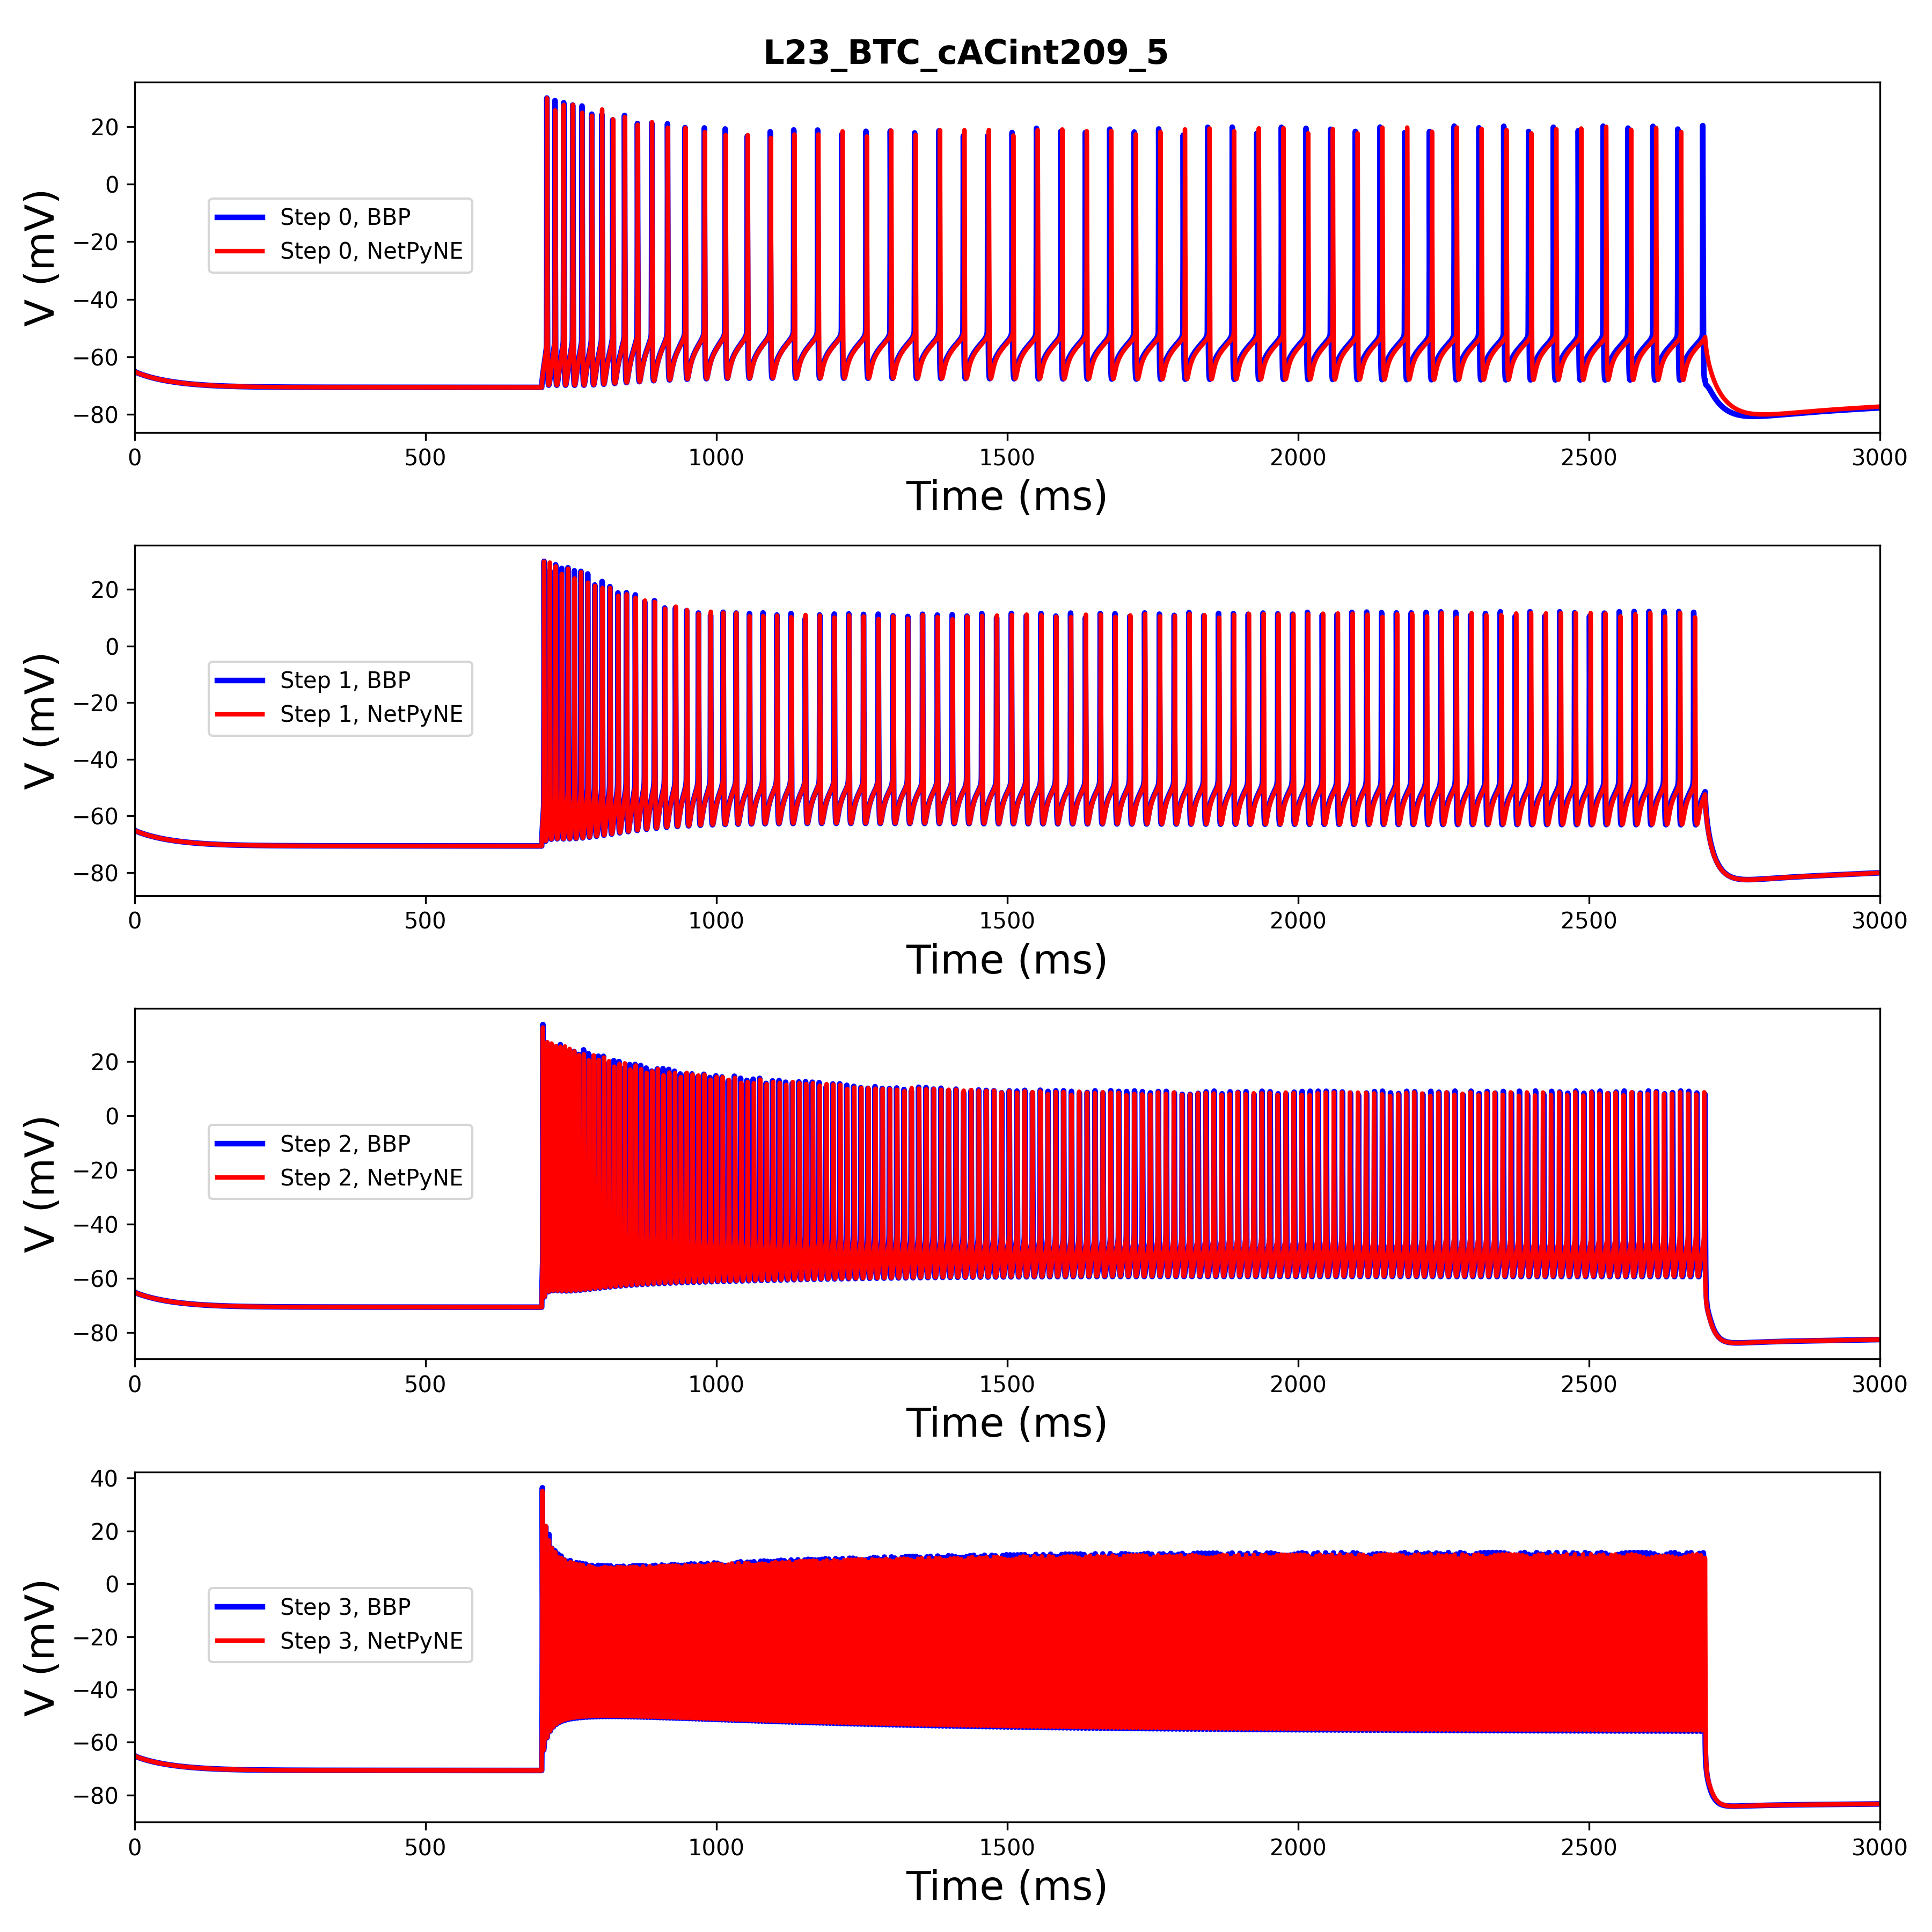 L23_BTC_cACint209_5
20
0
−20
−40
−60
−80
V (mV)
Step 0, BBP
Step 0, NetPyNE
0 500 1000 1500 2000 2500 3000
Time (ms)
20
0
−20
−40
−60
−80
V (mV)
Step 1, BBP
Step 1, NetPyNE
0 500 1000 1500 2000 2500 3000
Time (ms)
20
0
−20
−40
−60
−80
V (mV)
Step 2, BBP
Step 2, NetPyNE
0 500 1000 1500 2000 2500 3000
Time (ms)
40
20
0
−20
−40
−60
−80
V (mV)
Step 3, BBP
Step 3, NetPyNE
0 500 1000 1500 2000 2500 3000
Time (ms)